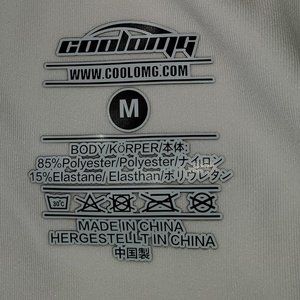 COOLOMG
WWW.COOLOMG.COM
M
BODY/KöRPER/本体:
85%Polyester/Polyester/ナイロン
15%Elastane/Elasthan/ポリウレタン
30°C
MADE IN CHINA
HERGESTELLT IN CHINA
中国製